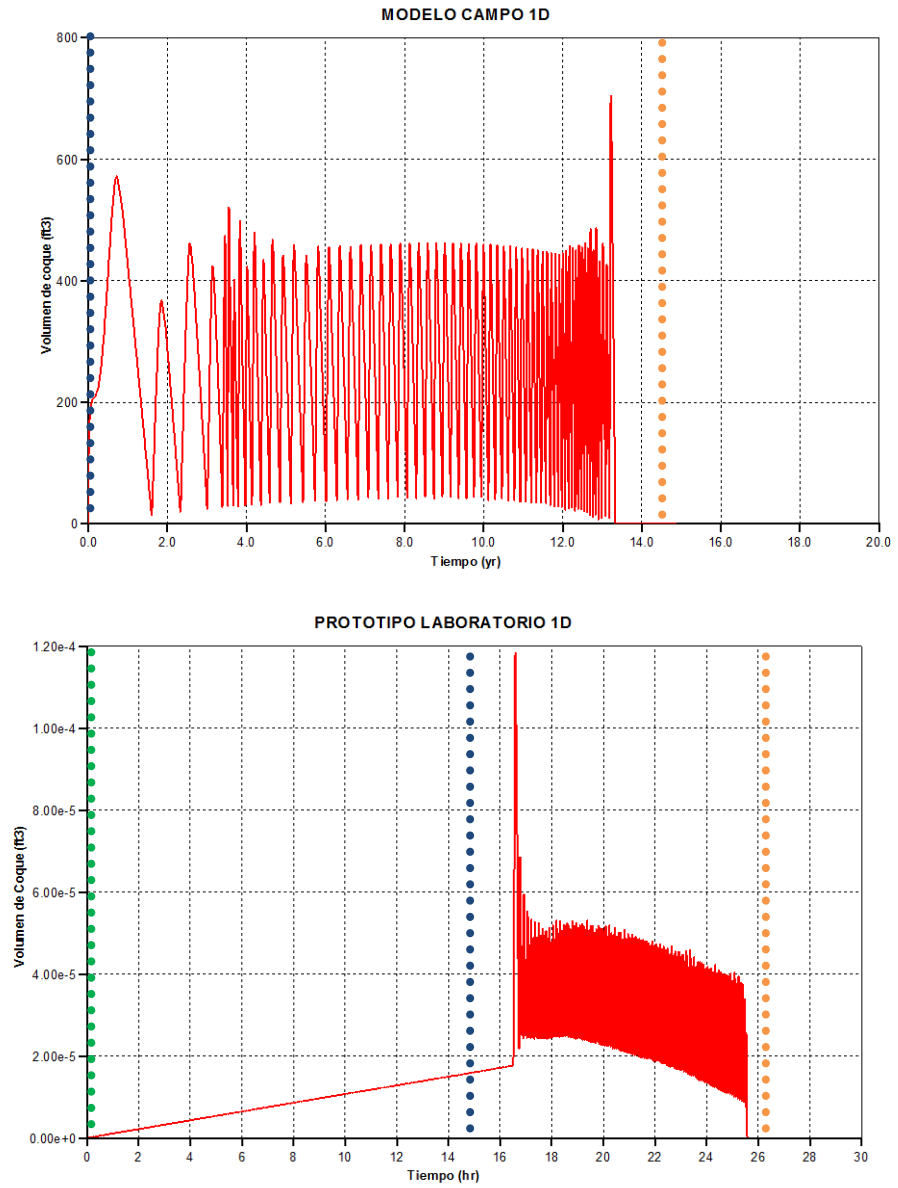 MODELO CAMPO 1D
800
600
400
200
0
Volumen de coque (ft3)
0.0 2.0 4.0 6.0 8.0 10.0 12.0 14.0 16.0 18.0 20.0
Tiempo (yr)
PROTOTIPO LABORATORIO 1D
1.20e-4
1.00e-4
8.00e-5
6.00e-5
4.00e-5
2.00e-5
0.00e+0
Volumen de Coque (ft3)
0 2 4 6 8 10 12 14 16 18 20 22 24 26 28 30
Tiempo (hr)